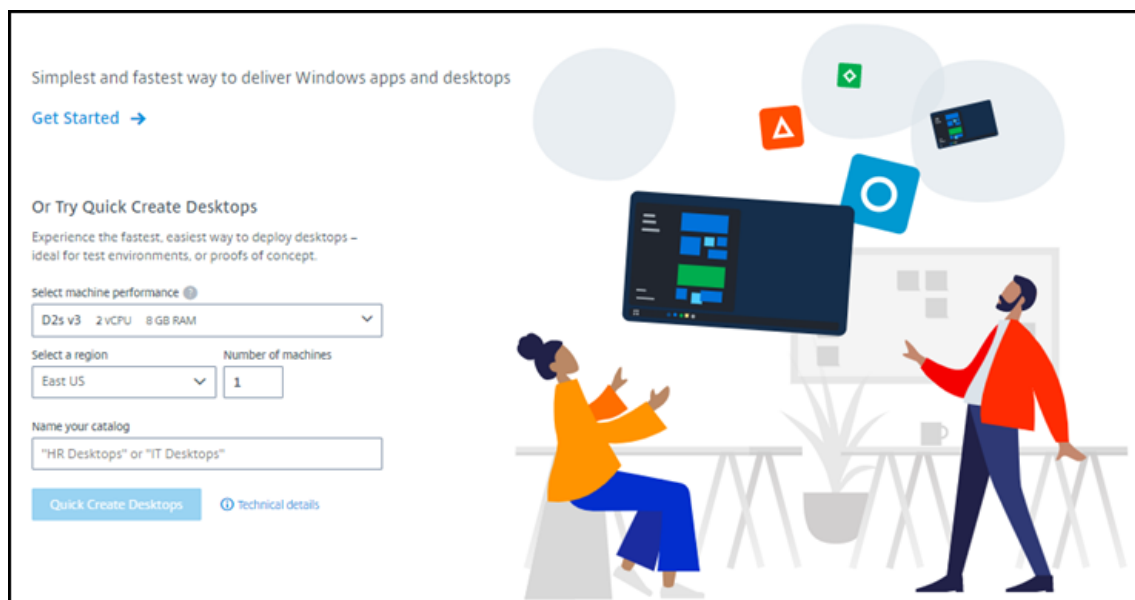 Simplest and fastest way to deliver Windows apps and desktops
Get Started →
Or Try Quick Create Desktops
Experience the fastest, easiest way to deploy desktops –
ideal for test environments, or proofs of concept.
Select machine performance ?
D2s v3 2 vCPU 8 GB RAM
Select a region Number of machines
East US 1
Name your catalog
"HR Desktops" or "IT Desktops"
Quick Create Desktops Technical details